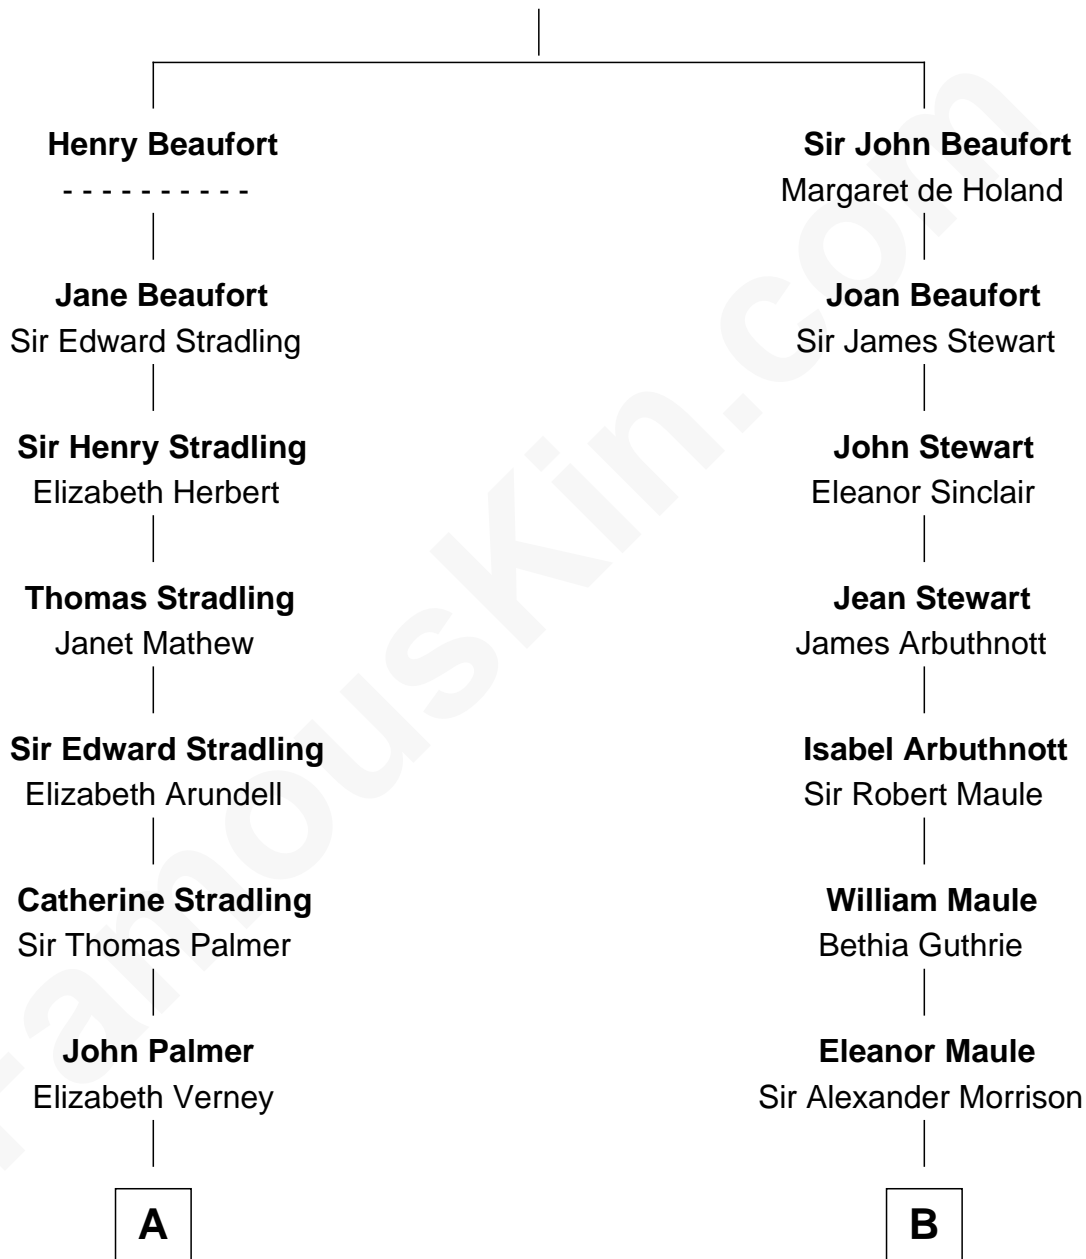 Henry Beaufort
- - - - - - - - - -
Jane Beaufort
Sir Edward Stradling
Sir Henry Stradling
Elizabeth Herbert
Thomas Stradling
Janet Mathew
Sir Edward Stradling
Elizabeth Arundell
Catherine Stradling
Sir Thomas Palmer
John Palmer
Elizabeth Verney
A
Sir John Beaufort
Margaret de Holand
Joan Beaufort
Sir James Stewart
John Stewart
Eleanor Sinclair
Jean Stewart
James Arbuthnott
Isabel Arbuthnott
Sir Robert Maule
William Maule
Bethia Guthrie
Eleanor Maule
Sir Alexander Morrison
B
FamousKin.com